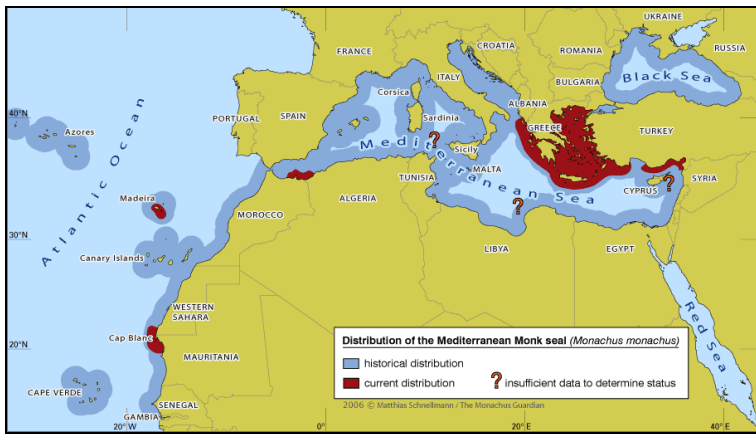 UKRAINE
RUSSIA
FRANCE
CROATIA
ROMANIA
ITALY
Black Sea
BULGARIA
Corsica
40°N
ALBANIA
Azores
PORTUGAL
SPAIN
Sardinia
GREECE
TURKEY
Atlantic Ocean
Mediterranean Sea
?
Sicily
TUNISIA
MALTA
CYPRUS
?
SYRIA
Madeira
ALGERIA
?
MOROCCO
30°N
LIBYA
EGYPT
Canary Islands
WESTERN
SAHARA
Red Sea
Cap Blanc
20°N
MAURITANIA
Distribution of the Mediterranean Monk seal (Monachus monachus)
historical distribution
current distribution
? insufficient data to determine status
CAPE VERDE
SENEGAL
2006 © Matthias Schnellmann / The Monachus Guardian
GAMBIA
20°W
0°
20°E
40°E